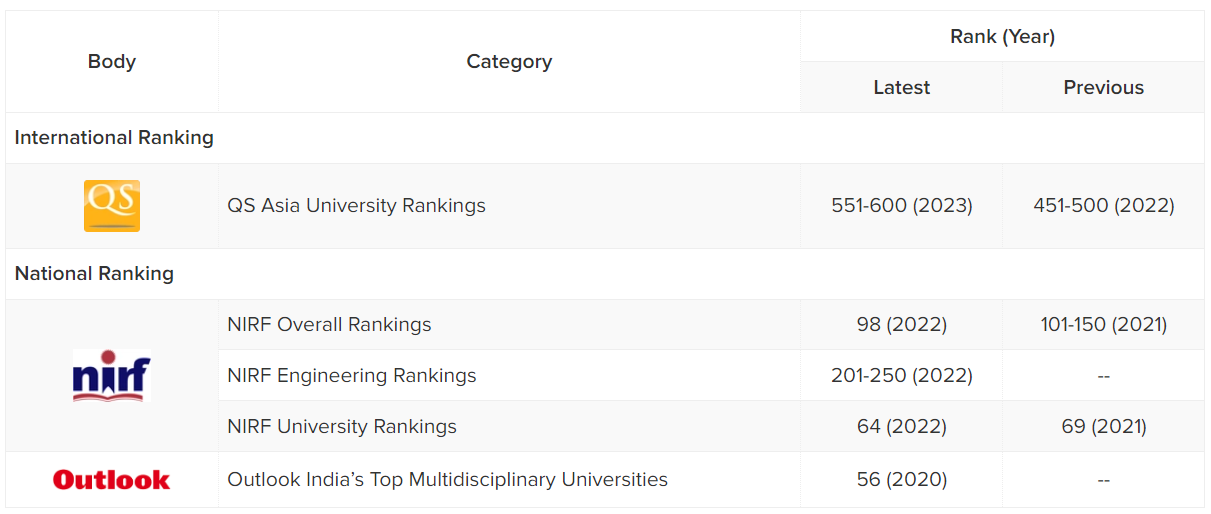 Body Category Rank (Year)
Latest Previous
International Ranking
QS QS Asia University Rankings 551-600 (2023) 451-500 (2022)
National Ranking
NIRF Overall Rankings 98 (2022) 101-150 (2021)
nirf NIRF Engineering Rankings 201-250 (2022) --
NIRF University Rankings 64 (2022) 69 (2021)
Outlook Outlook India’s Top Multidisciplinary Universities 56 (2020) --